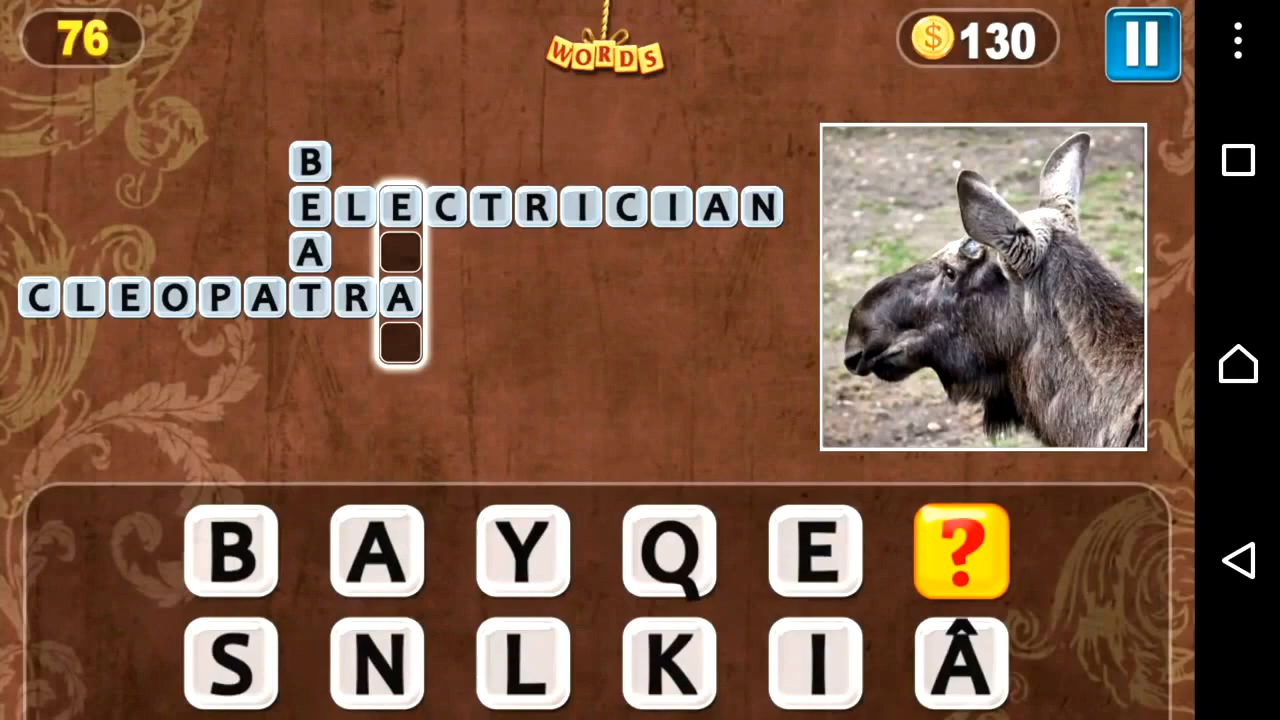 76
WORDS
130
B
ELECTRICIAN
A
CLEOPATRA
B A Y Q E ?
S N L K I Â